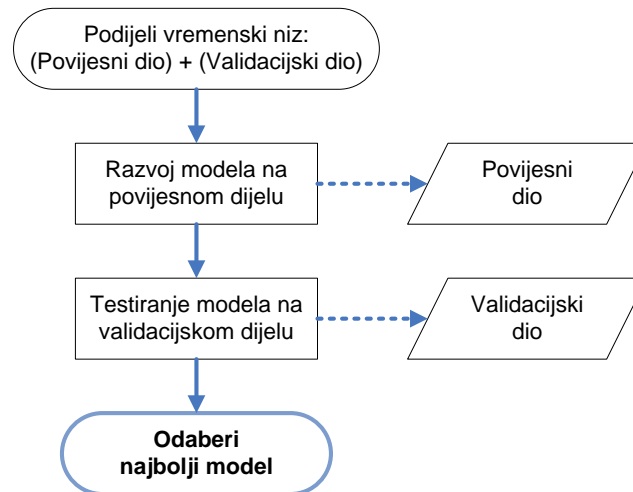 Podijeli vremenski niz:
(Povijesni dio) + (Validacijski dio)
Razvoj modela na
povijesnom dijelu
Povijesni
dio
Testiranje modela na
validacijskom dijelu
Validacijski
dio
Odaberi
najbolji model